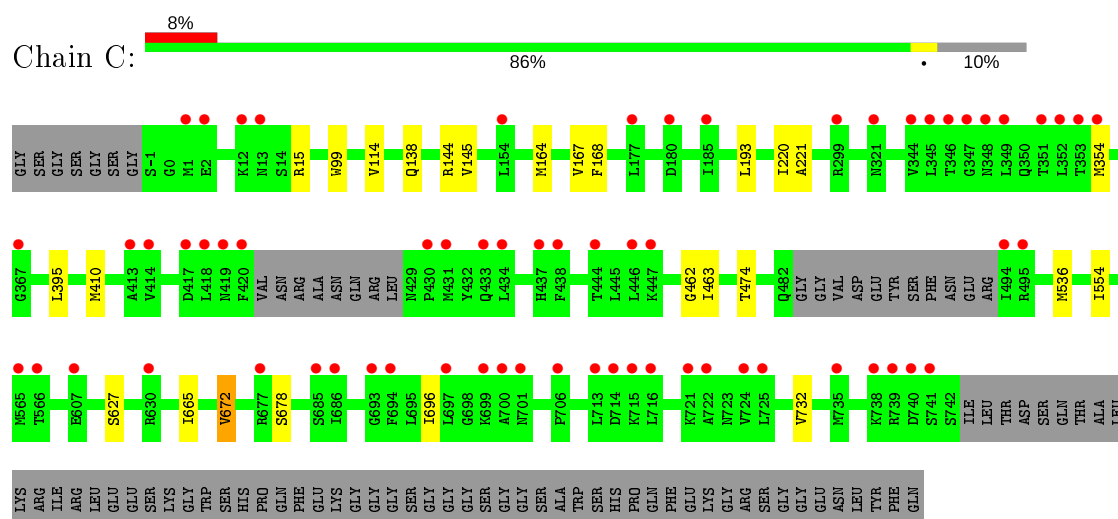 8%
Chain C:
86% • 10%
GLY SER GLY SER GLY SER GLY S-1 G0 M1 E2 K12 N13 S14 R15 W99 V114 Q138 R144 V145 L154 M164 V167 F168 L177 D180 I185 L193 I220 A221 R299 N321 V344 L345 T346 G347 N348 L349 Q350 T351 L352 T353 M354
G367 L395 M410 A413 V414 D417 L418 N419 F420 VAL ASN ARG ALA ASN GLN ARG LEU N429 P430 M431 Y432 Q433 L434 H437 F438 T444 L445 L446 K447 G462 I463 T474 Q482 GLY GLY VAL ASP GLU TYR SER PHE ASN GLU ARG I494 R495 M536 I554
M565 T566 E607 S627 R630 I665 V672 R677 S678 S685 I686 G693 F694 L695 I696 L697 G698 K699 A700 N701 P706 L713 D714 K715 L716 K721 A722 N723 V724 L725 V732 M735 K738 R739 D740 S741 S742 ILE LEU THR ASP SER GLN THR ALA LEU
LYS ARG ILE ARG LEU GLU GLU SER LYS GLY TRP SER HIS PRO GLN PHE GLU LYS GLY GLY GLY SER GLY GLY GLY SER GLY GLY SER ALA TRP SER HIS PRO GLN PHE GLU LYS GLY ARG SER GLY GLY GLU ASN LEU TYR PHE GLN